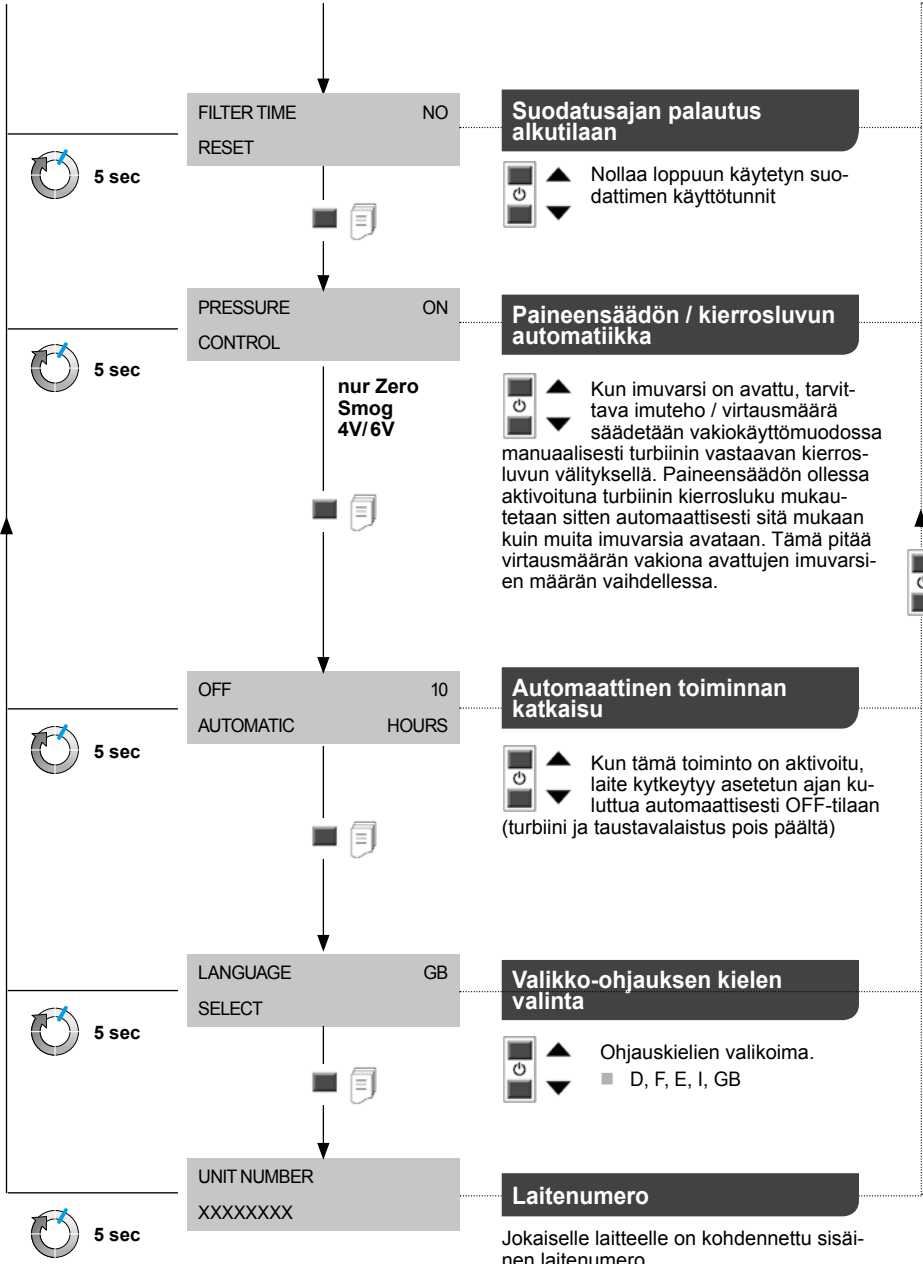 FILTER TIME NO
RESET
5 sec
Suodatusajan palautus
alkutilaan
Nollaa loppuun käytetyn suo-
dattimen käyttötunnit
PRESSURE ON
CONTROL
5 sec
nur Zero
Smog
4V/6V
Paineensäädön / kierrosluvun
automatiikka
Kun imuvarsi on avattu, tarvit-
tava imuteho / virtausmäärä
säädetään vakiokäyttömuodossa
manuaalisesti turbiinin vastaavan kierros-
luvun välityksellä. Paineensäädön ollessa
aktivoituna turbiinin kierrosluku mukau-
tetaan sitten automaattisesti sitä mukaan
kuin muita imuvarsia avataan. Tämä pitää
virtausmäärän vakiona avattujen imuvarsi-
en määrän vaihdellessa.
OFF 10
AUTOMATIC HOURS
5 sec
Automaattinen toiminnan
katkaisu
Kun tämä toiminto on aktivoitu,
laite kytkeytyy asetetun ajan ku-
luttua automaattisesti OFF-tilaan
(turbiini ja taustavalaistus pois päältä)
LANGUAGE GB
SELECT
5 sec
Valikko-ohjauksen kielen
valinta
Ohjauskielien valikoima.
D, F, E, I, GB
UNIT NUMBER
XXXXXXXX
5 sec
Laitenumero
Jokaiselle laitteelle on kohdennettu sisäi-
nen laitenumero